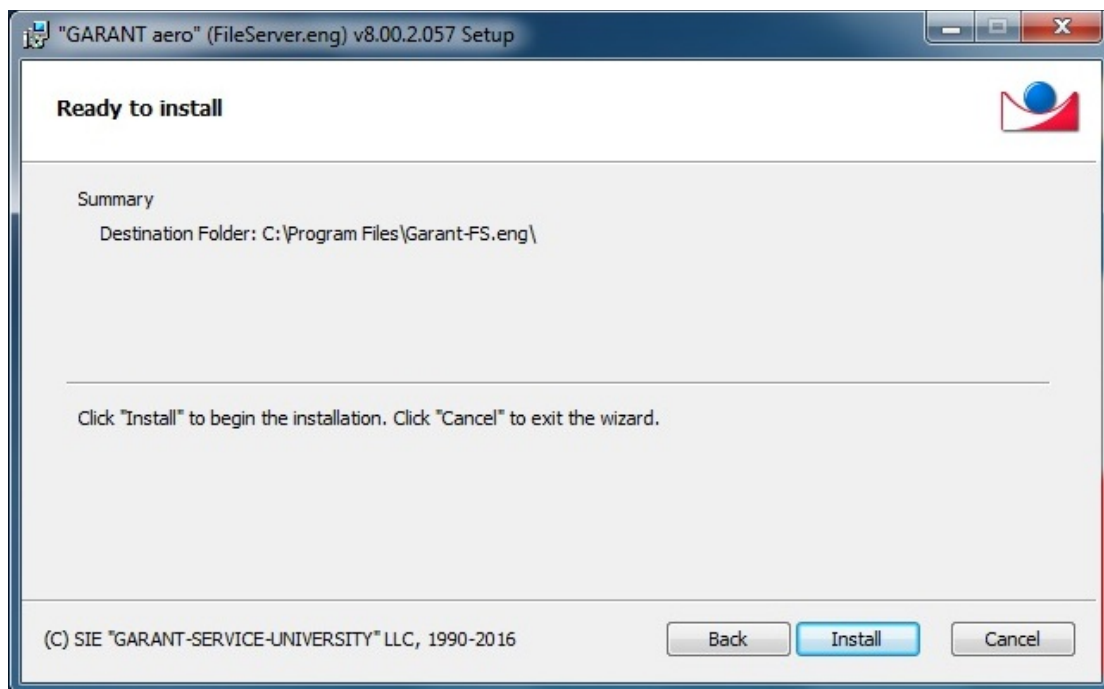 "GARANT aero" (FileServer.eng) v8.00.2.057 Setup
Ready to install
Summary
Destination Folder: C:\Program Files\Garant-FS.eng\
Click "Install" to begin the installation. Click "Cancel" to exit the wizard.
(C) SIE "GARANT-SERVICE-UNIVERSITY" LLC, 1990-2016
Back
Install
Cancel